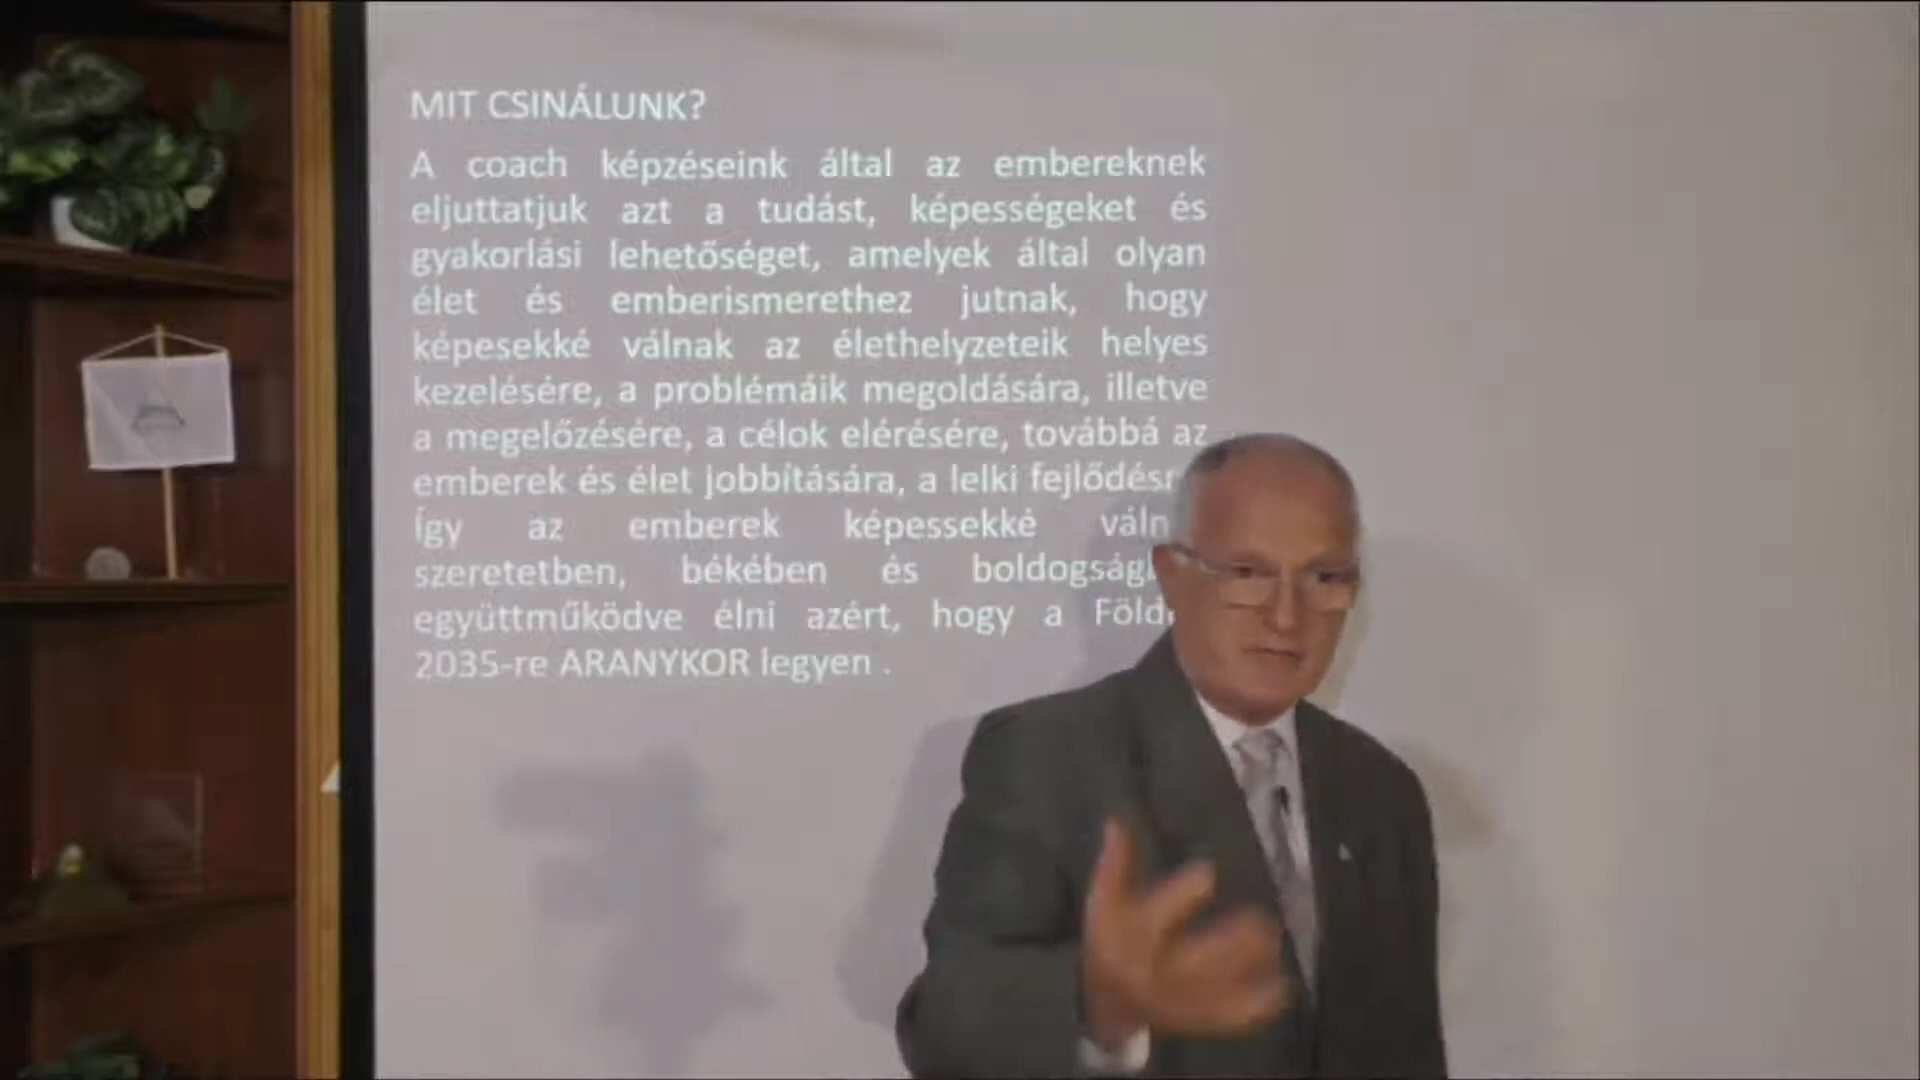 MIT CSINÁLUNK?
A coach képzéseink által az embereknek
eljuttatjuk azt a tudást, képességeket és
gyakorlási lehetőséget, amelyek által olyan
élet és emberismerethez jutnak, hogy
képesekké válnak az élethelyzeteik helyes
kezelésére, a problémáik megoldására, illetve
a megelőzésére, a célok elérésére, továbbá az
emberek és élet jobbítására, a lelki
Így az emberek képessekké
szeretetben, békében és
együttműködve élni azért, hogy a
2035-re ARANYKOR legyen .